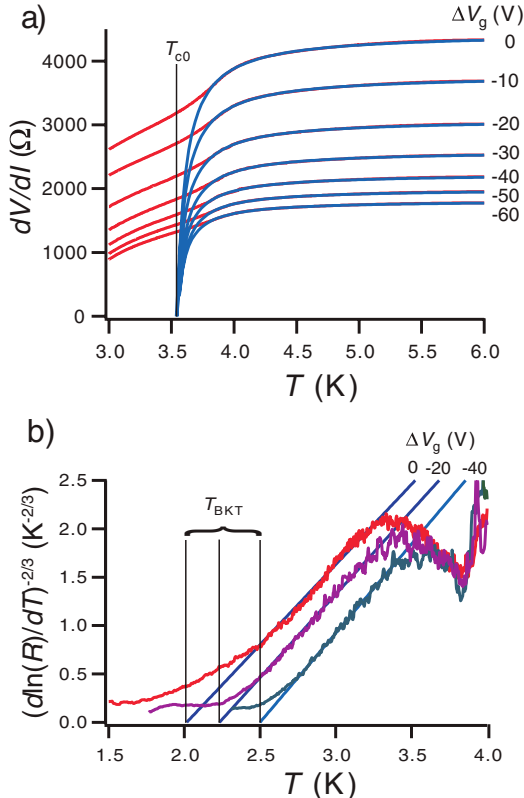 a)
ΔVg (V)
Tc0
0
-10
-20
-30
-40
-50
-60
4000
3000
2000
1000
0
dV/dI (Ω)
3.0 3.5 4.0 4.5 5.0 5.5 6.0
T (K)
b)
ΔVg (V)
0 -20 -40
TBKT
2.5
2.0
1.5
1.0
0.5
0.0
(dln(R)/dT)^-2/3 (K^-2/3)
1.5 2.0 2.5 3.0 3.5 4.0
T (K)